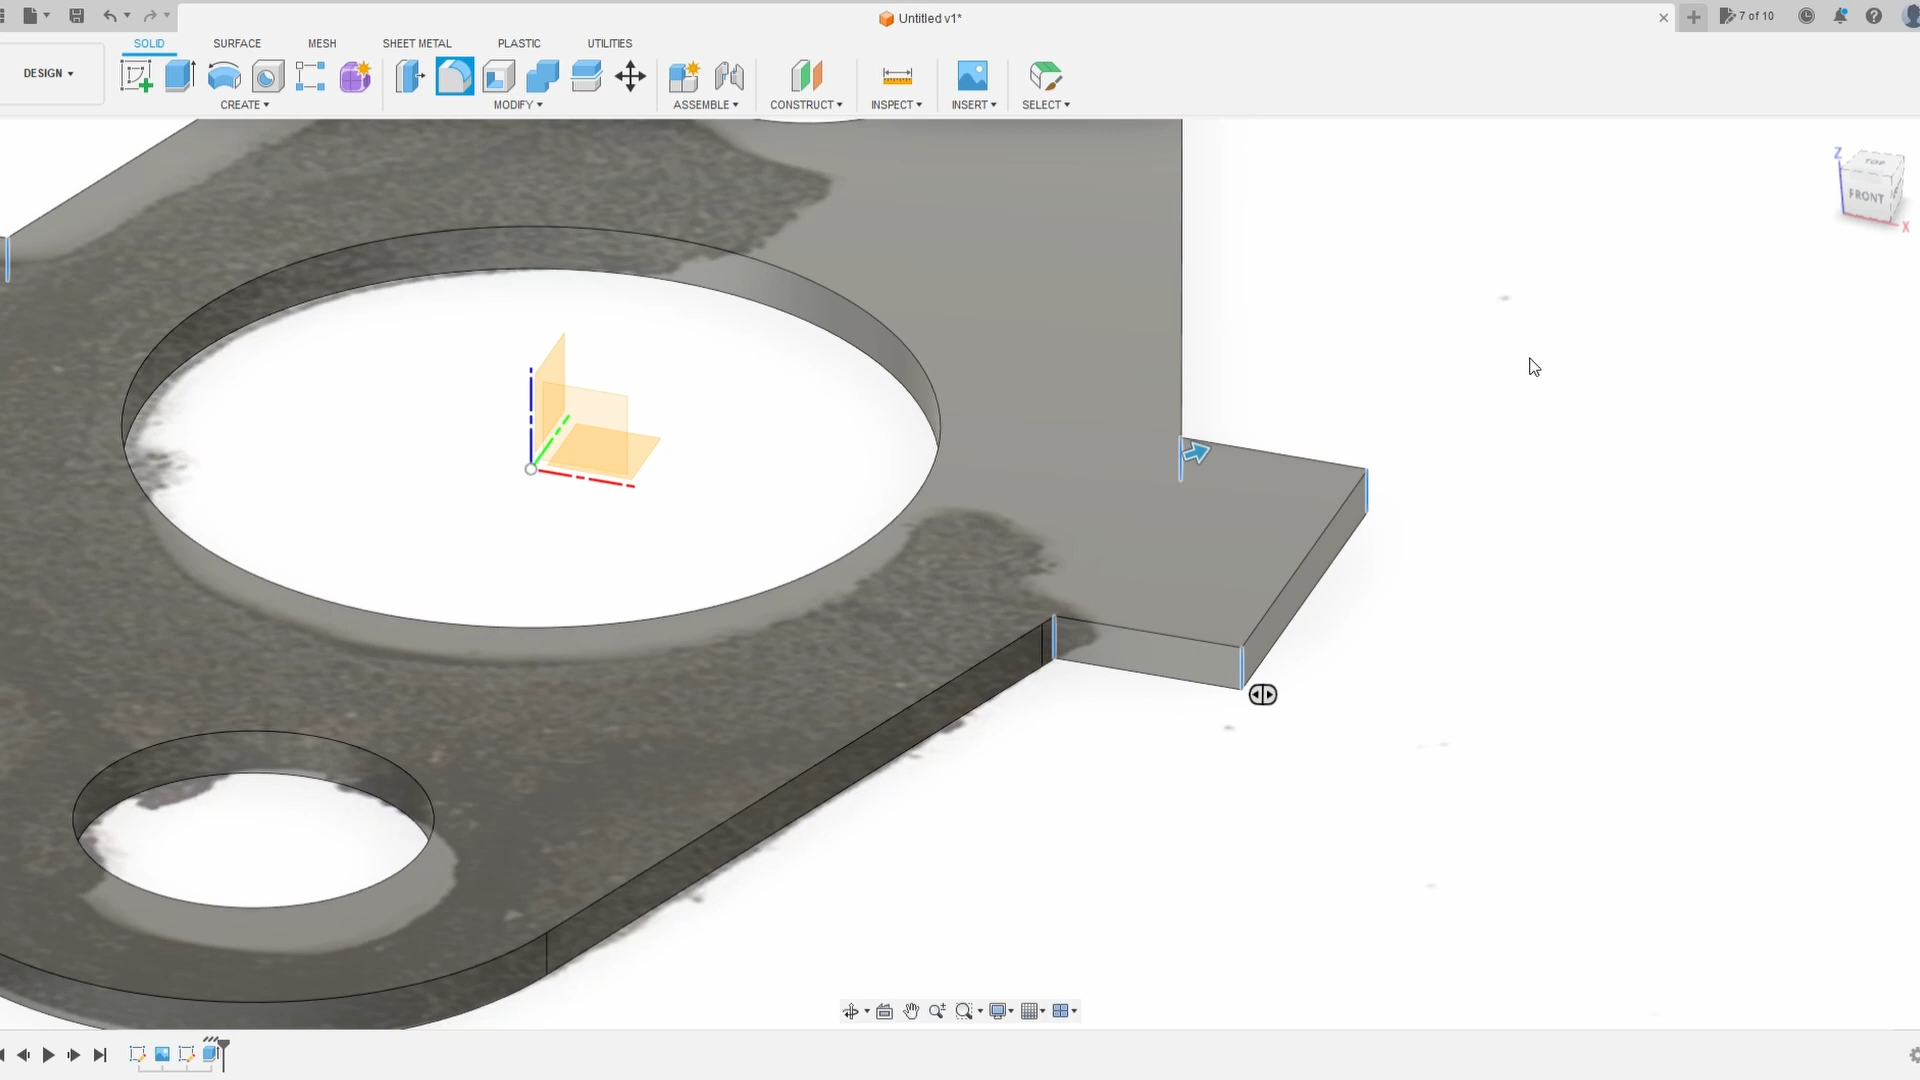 Untitled v1*
7 of 10
SOLID SURFACE MESH SHEET METAL PLASTIC UTILITIES
DESIGN
CREATE MODIFY ASSEMBLE CONSTRUCT INSPECT INSERT SELECT
Z
TOP
FRONT
X